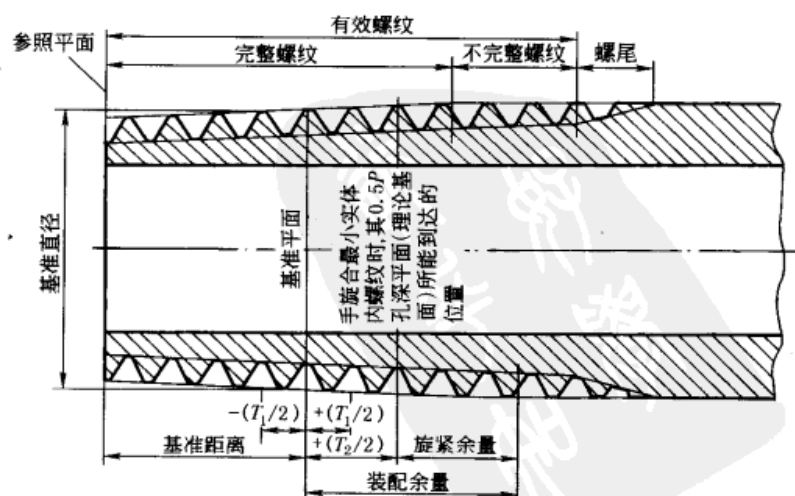 有效螺纹
参照平面
完整螺纹
不完整螺纹
螺尾
基准直径
基准平面
手旋合最小实体
内螺纹时,其0.5P
孔深平面(理论基
面)所能到达的
位置
-(T₁/2)
+(T₁/2)
+(T₂/2)
基准距离
旋紧余量
装配余量